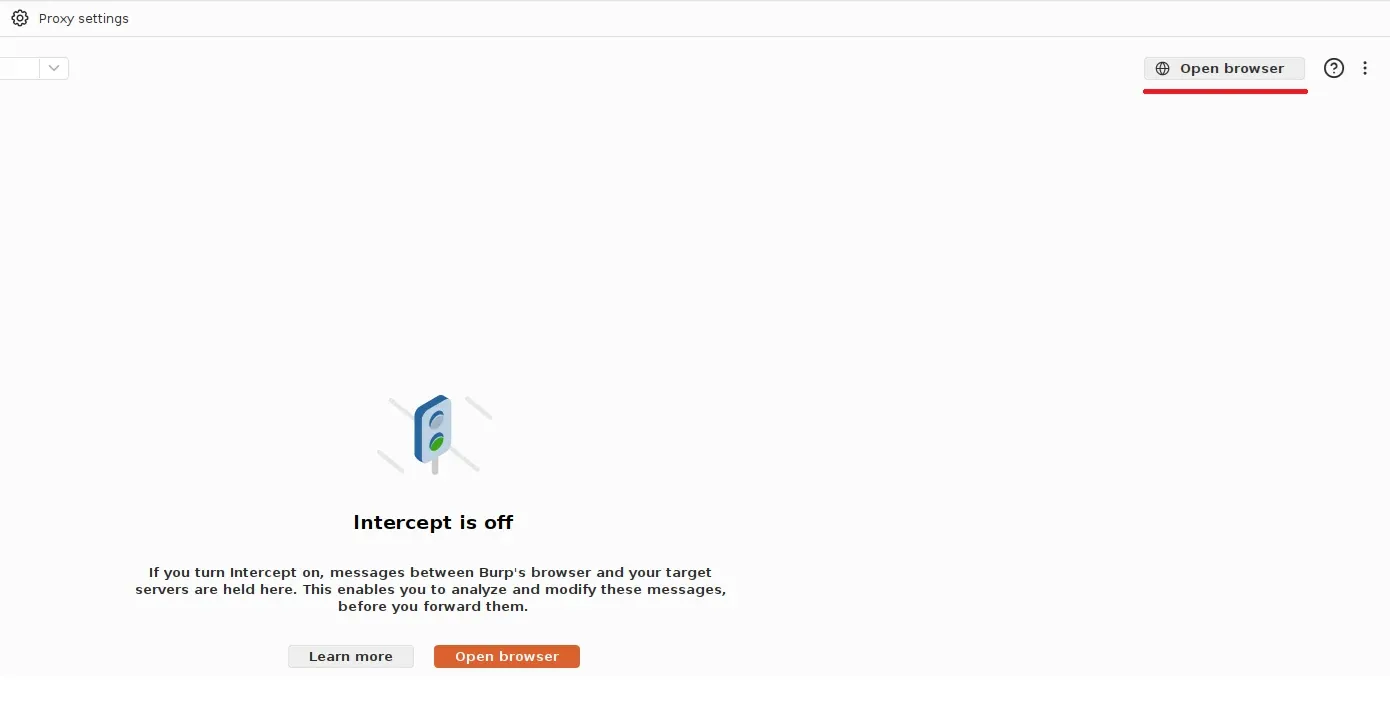 Proxy settings
Open browser
Intercept is off
If you turn Intercept on, messages between Burp's browser and your target
servers are held here. This enables you to analyze and modify these messages,
before you forward them.
Learn more
Open browser